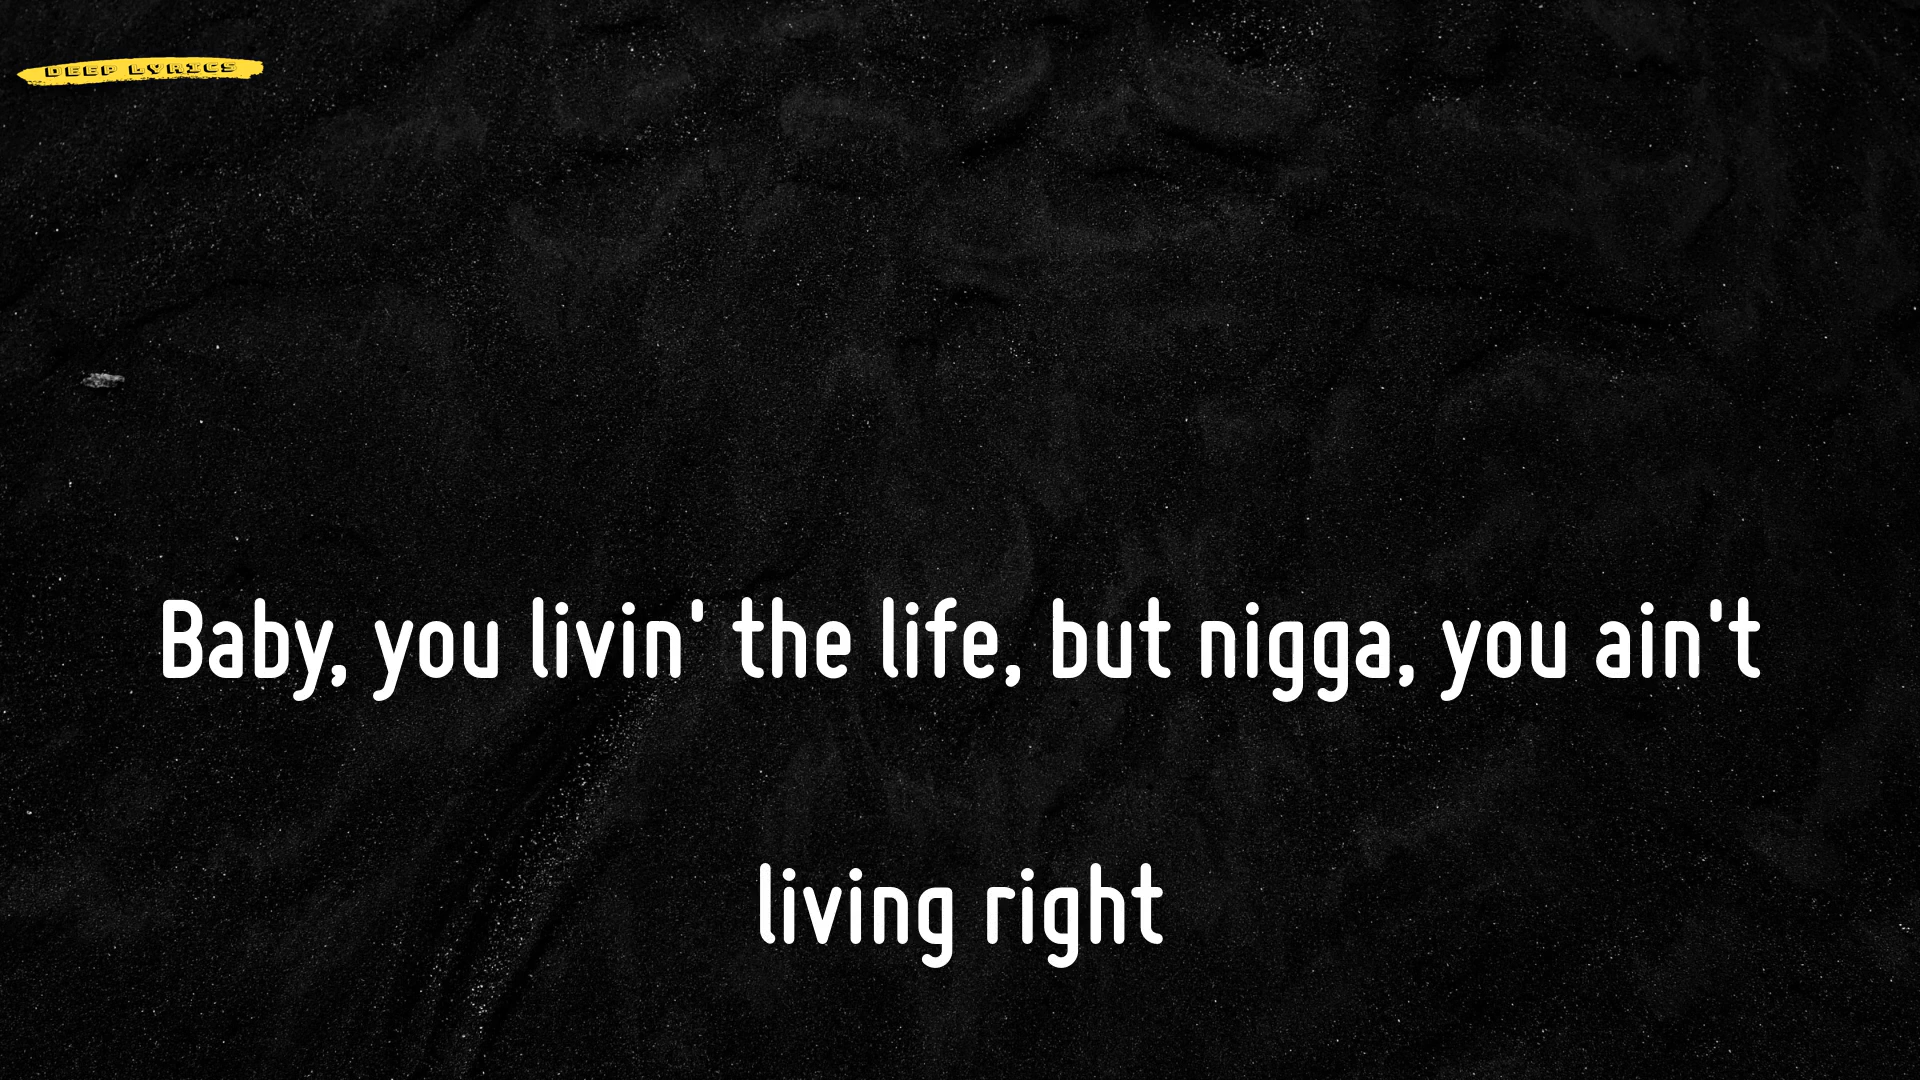 DEEP LYRICS
Baby, you livin' the life, but nigga, you ain't
living right